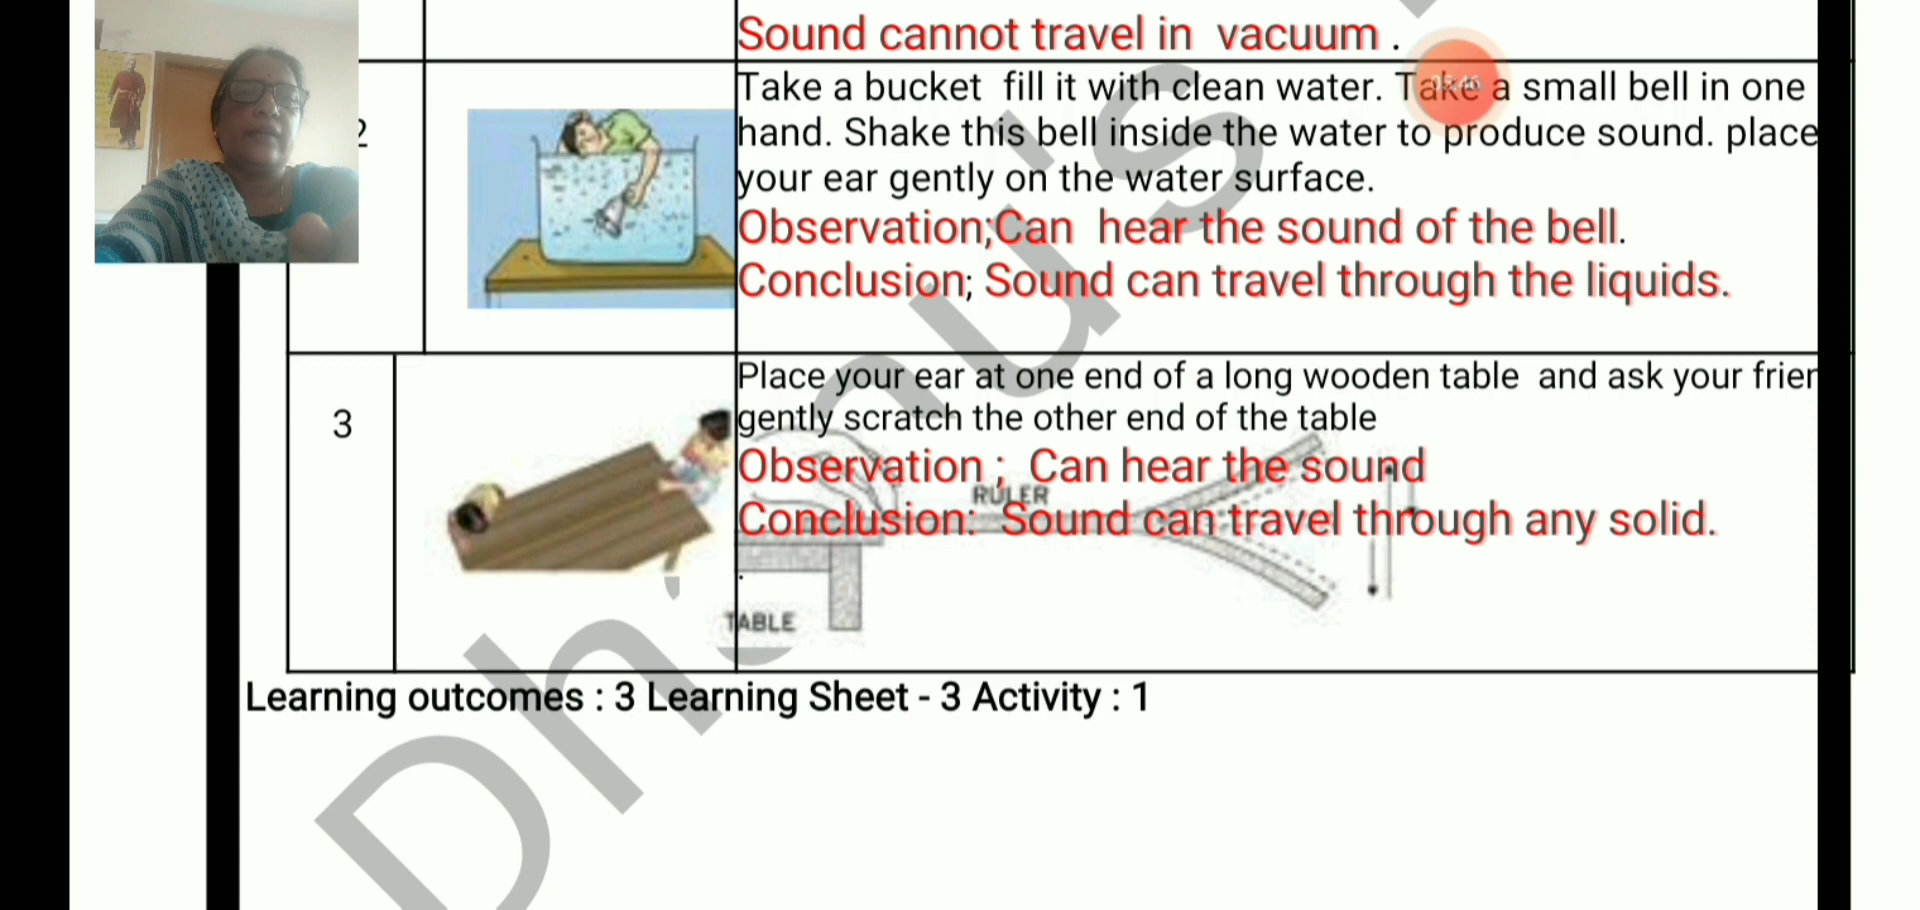 Sound cannot travel in vacuum .
2
Take a bucket fill it with clean water. Take a small bell in one
hand. Shake this bell inside the water to produce sound. place
your ear gently on the water surface.
Observation;Can hear the sound of the bell.
Conclusion; Sound can travel through the liquids.
05:46
3
Place your ear at one end of a long wooden table and ask your frien
gently scratch the other end of the table
Observation ; Can hear the sound
RULER
Conclusion: Sound can travel through any solid.
.
TABLE
Learning outcomes : 3 Learning Sheet - 3 Activity : 1
Dhanu's